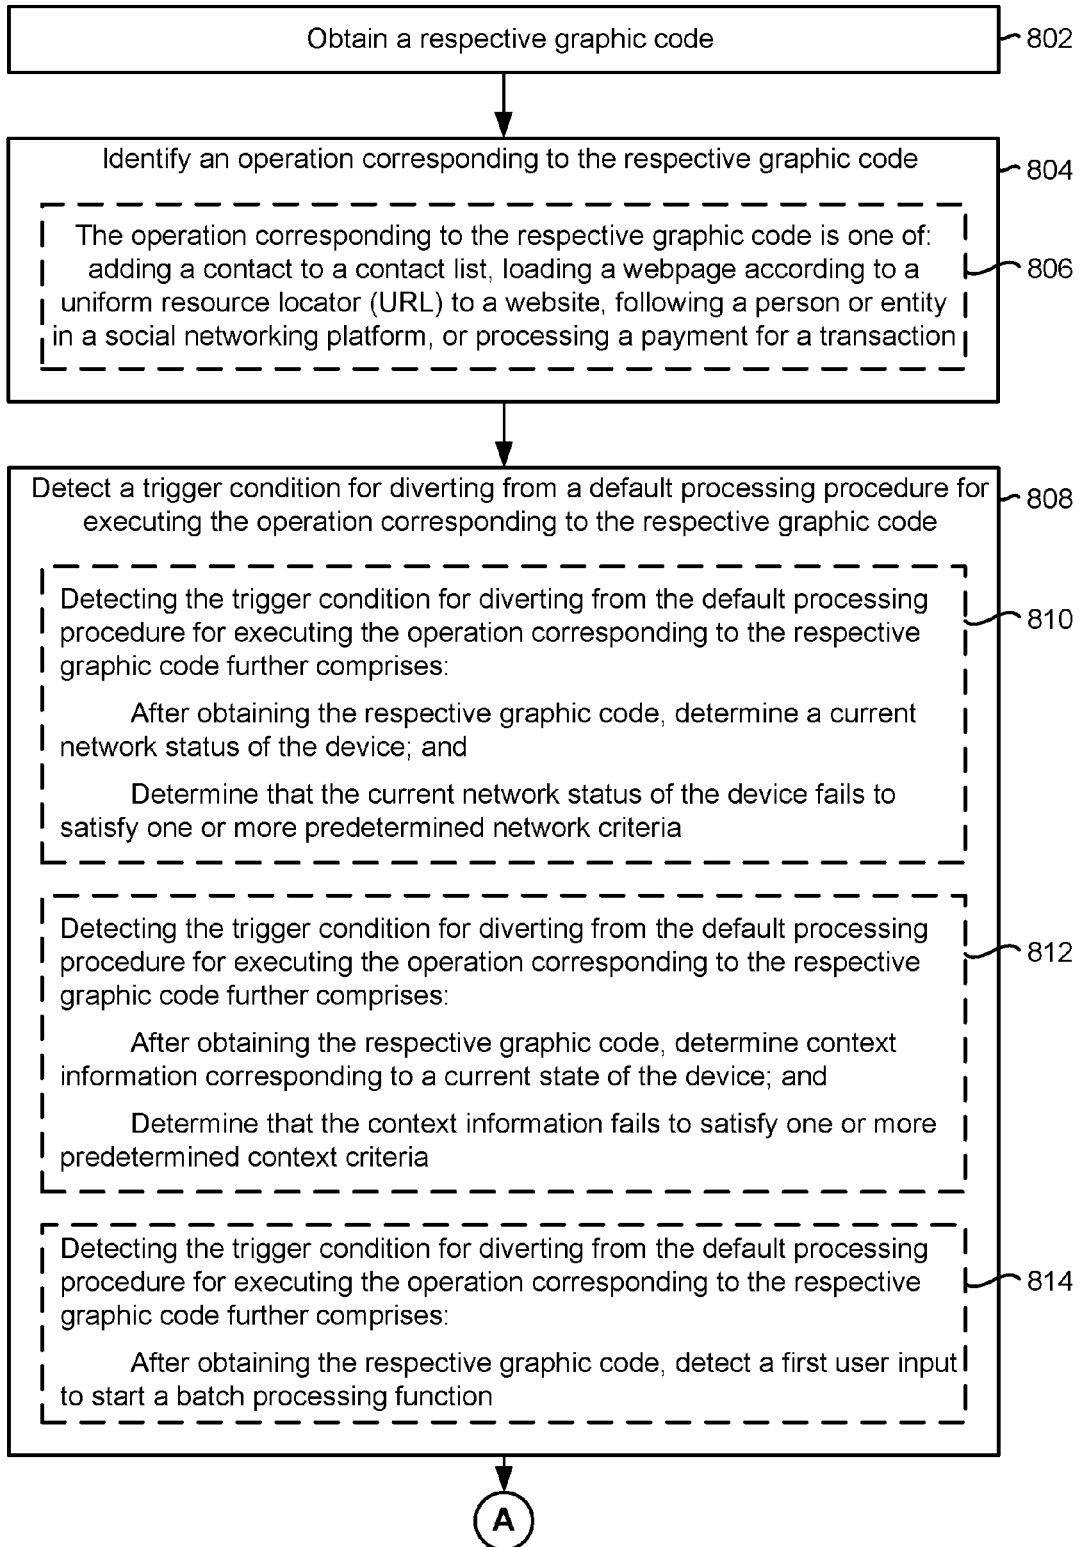 Obtain a respective graphic code
802
Identify an operation corresponding to the respective graphic code
804
The operation corresponding to the respective graphic code is one of:
adding a contact to a contact list, loading a webpage according to a
uniform resource locator (URL) to a website, following a person or entity
in a social networking platform, or processing a payment for a transaction
806
Detect a trigger condition for diverting from a default processing procedure for
executing the operation corresponding to the respective graphic code
808
Detecting the trigger condition for diverting from the default processing
procedure for executing the operation corresponding to the respective
graphic code further comprises:
After obtaining the respective graphic code, determine a current
network status of the device; and
Determine that the current network status of the device fails to
satisfy one or more predetermined network criteria
810
Detecting the trigger condition for diverting from the default processing
procedure for executing the operation corresponding to the respective
graphic code further comprises:
After obtaining the respective graphic code, determine context
information corresponding to a current state of the device; and
Determine that the context information fails to satisfy one or more
predetermined context criteria
812
Detecting the trigger condition for diverting from the default processing
procedure for executing the operation corresponding to the respective
graphic code further comprises:
After obtaining the respective graphic code, detect a first user input
to start a batch processing function
814
A